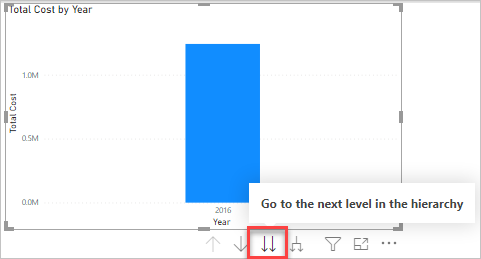 Total Cost by Year
Total Cost
1.0M
0.5M
0.0M
2016
Year
Go to the next level in the hierarchy